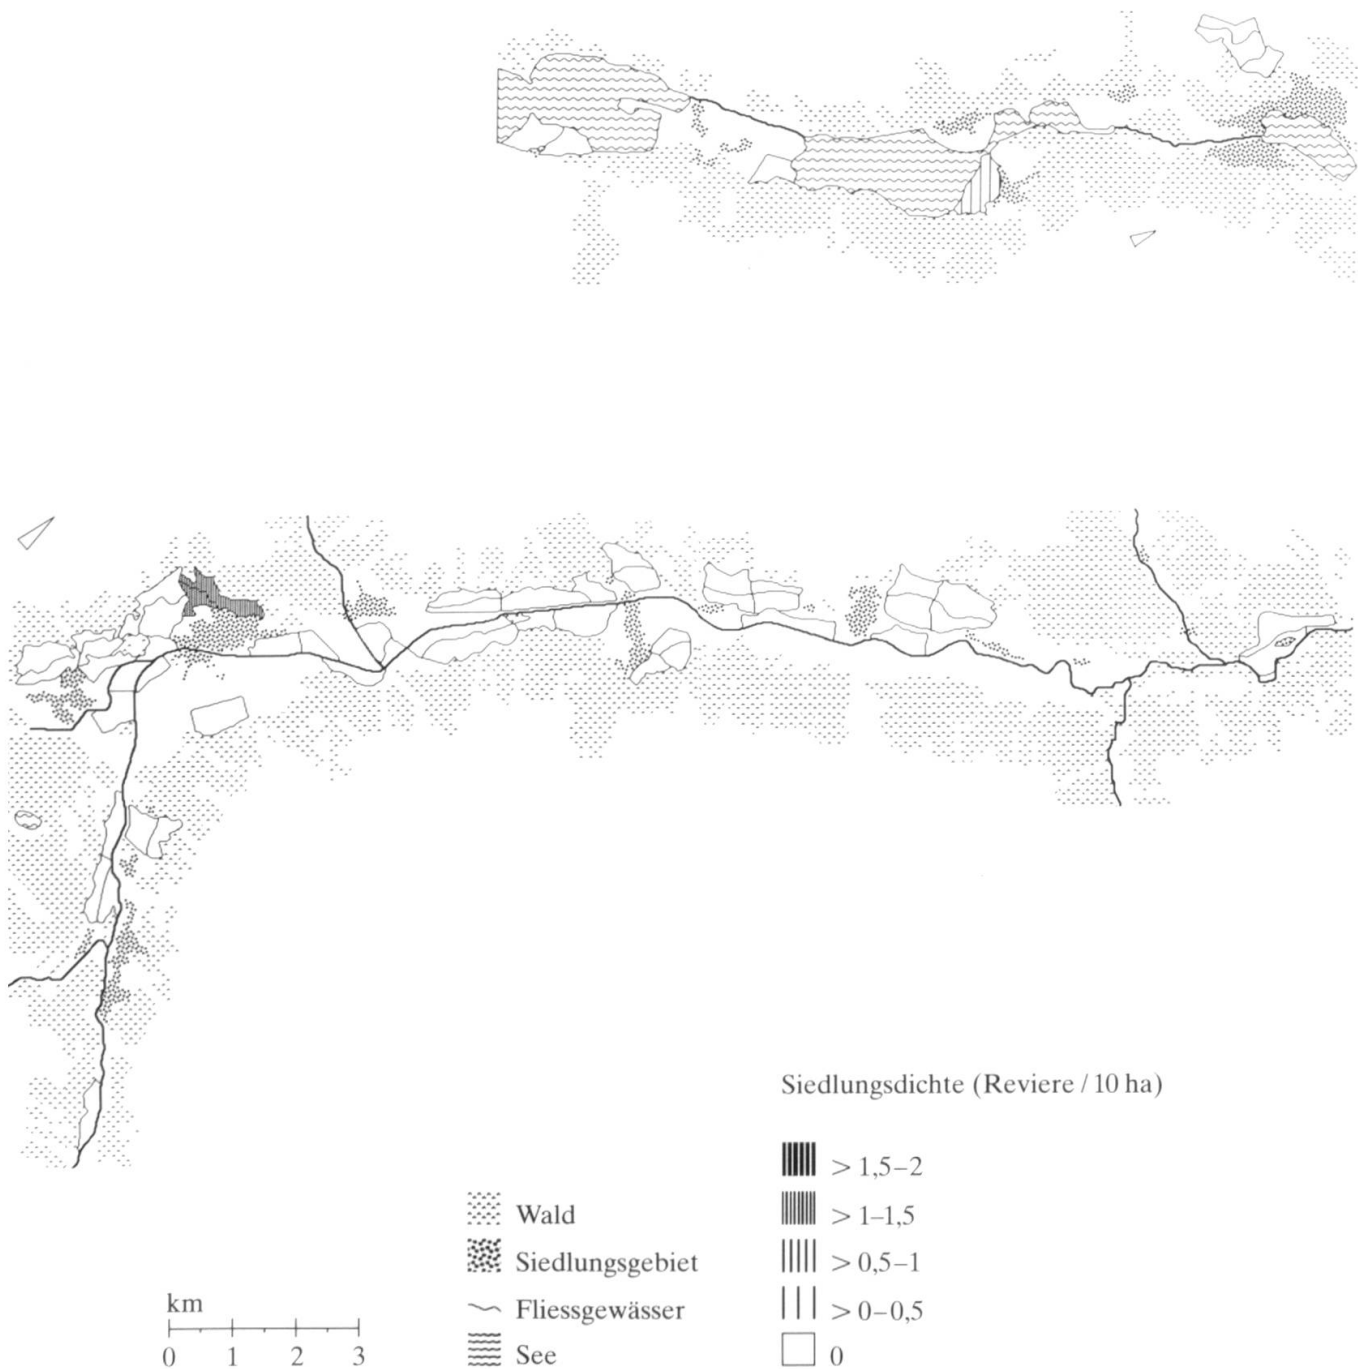 Siedlungsdichte (Reviere / 10 ha)
> 1,5–2
> 1–1,5
> 0,5–1
> 0–0,5
0
Wald
Siedlungsgebiet
Fliessgewässer
See
km
0 1 2 3